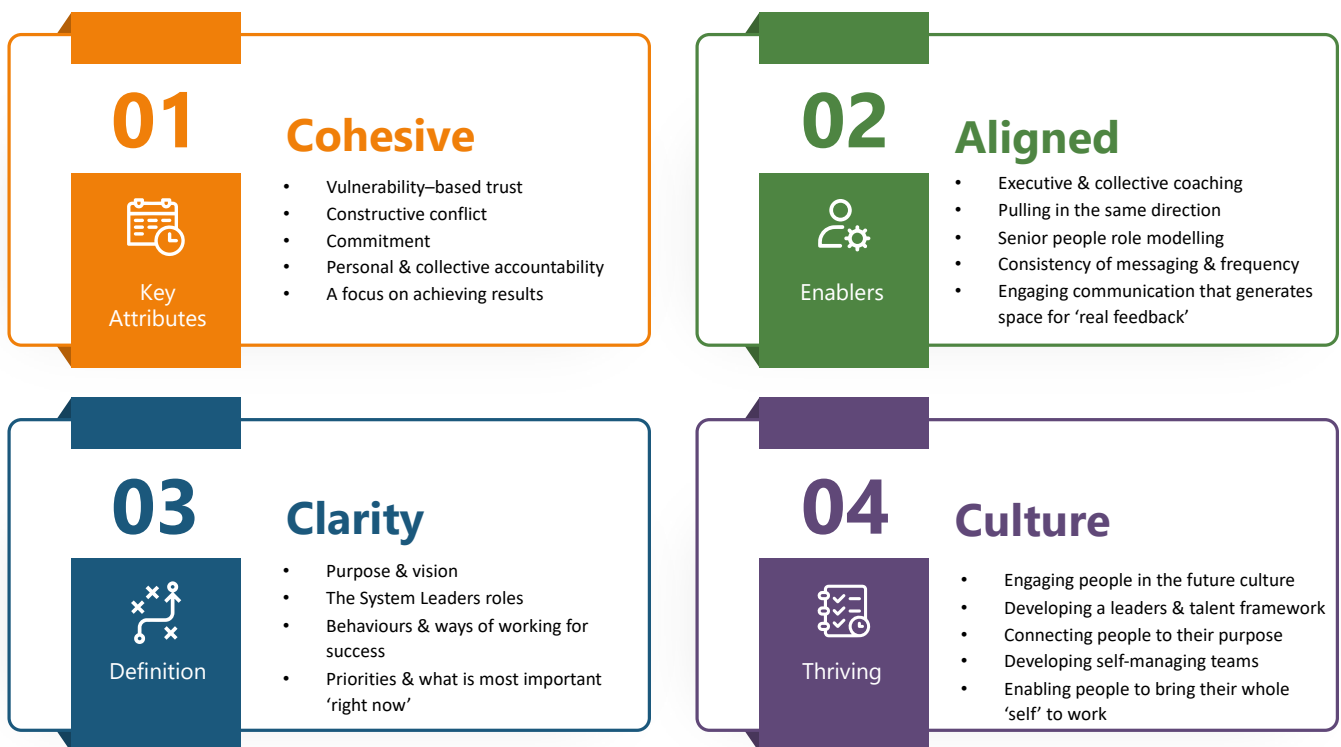 01
Cohesive
• Vulnerability–based trust
• Constructive conflict
• Commitment
• Personal & collective accountability
• A focus on achieving results
Key
Attributes
02
Aligned
• Executive & collective coaching
• Pulling in the same direction
• Senior people role modelling
• Consistency of messaging & frequency
• Engaging communication that generates
space for ‘real feedback’
Enablers
03
Clarity
• Purpose & vision
• The System Leaders roles
• Behaviours & ways of working for
success
• Priorities & what is most important
‘right now’
Definition
04
Culture
• Engaging people in the future culture
• Developing a leaders & talent framework
• Connecting people to their purpose
• Developing self-managing teams
• Enabling people to bring their whole
‘self’ to work
Thriving